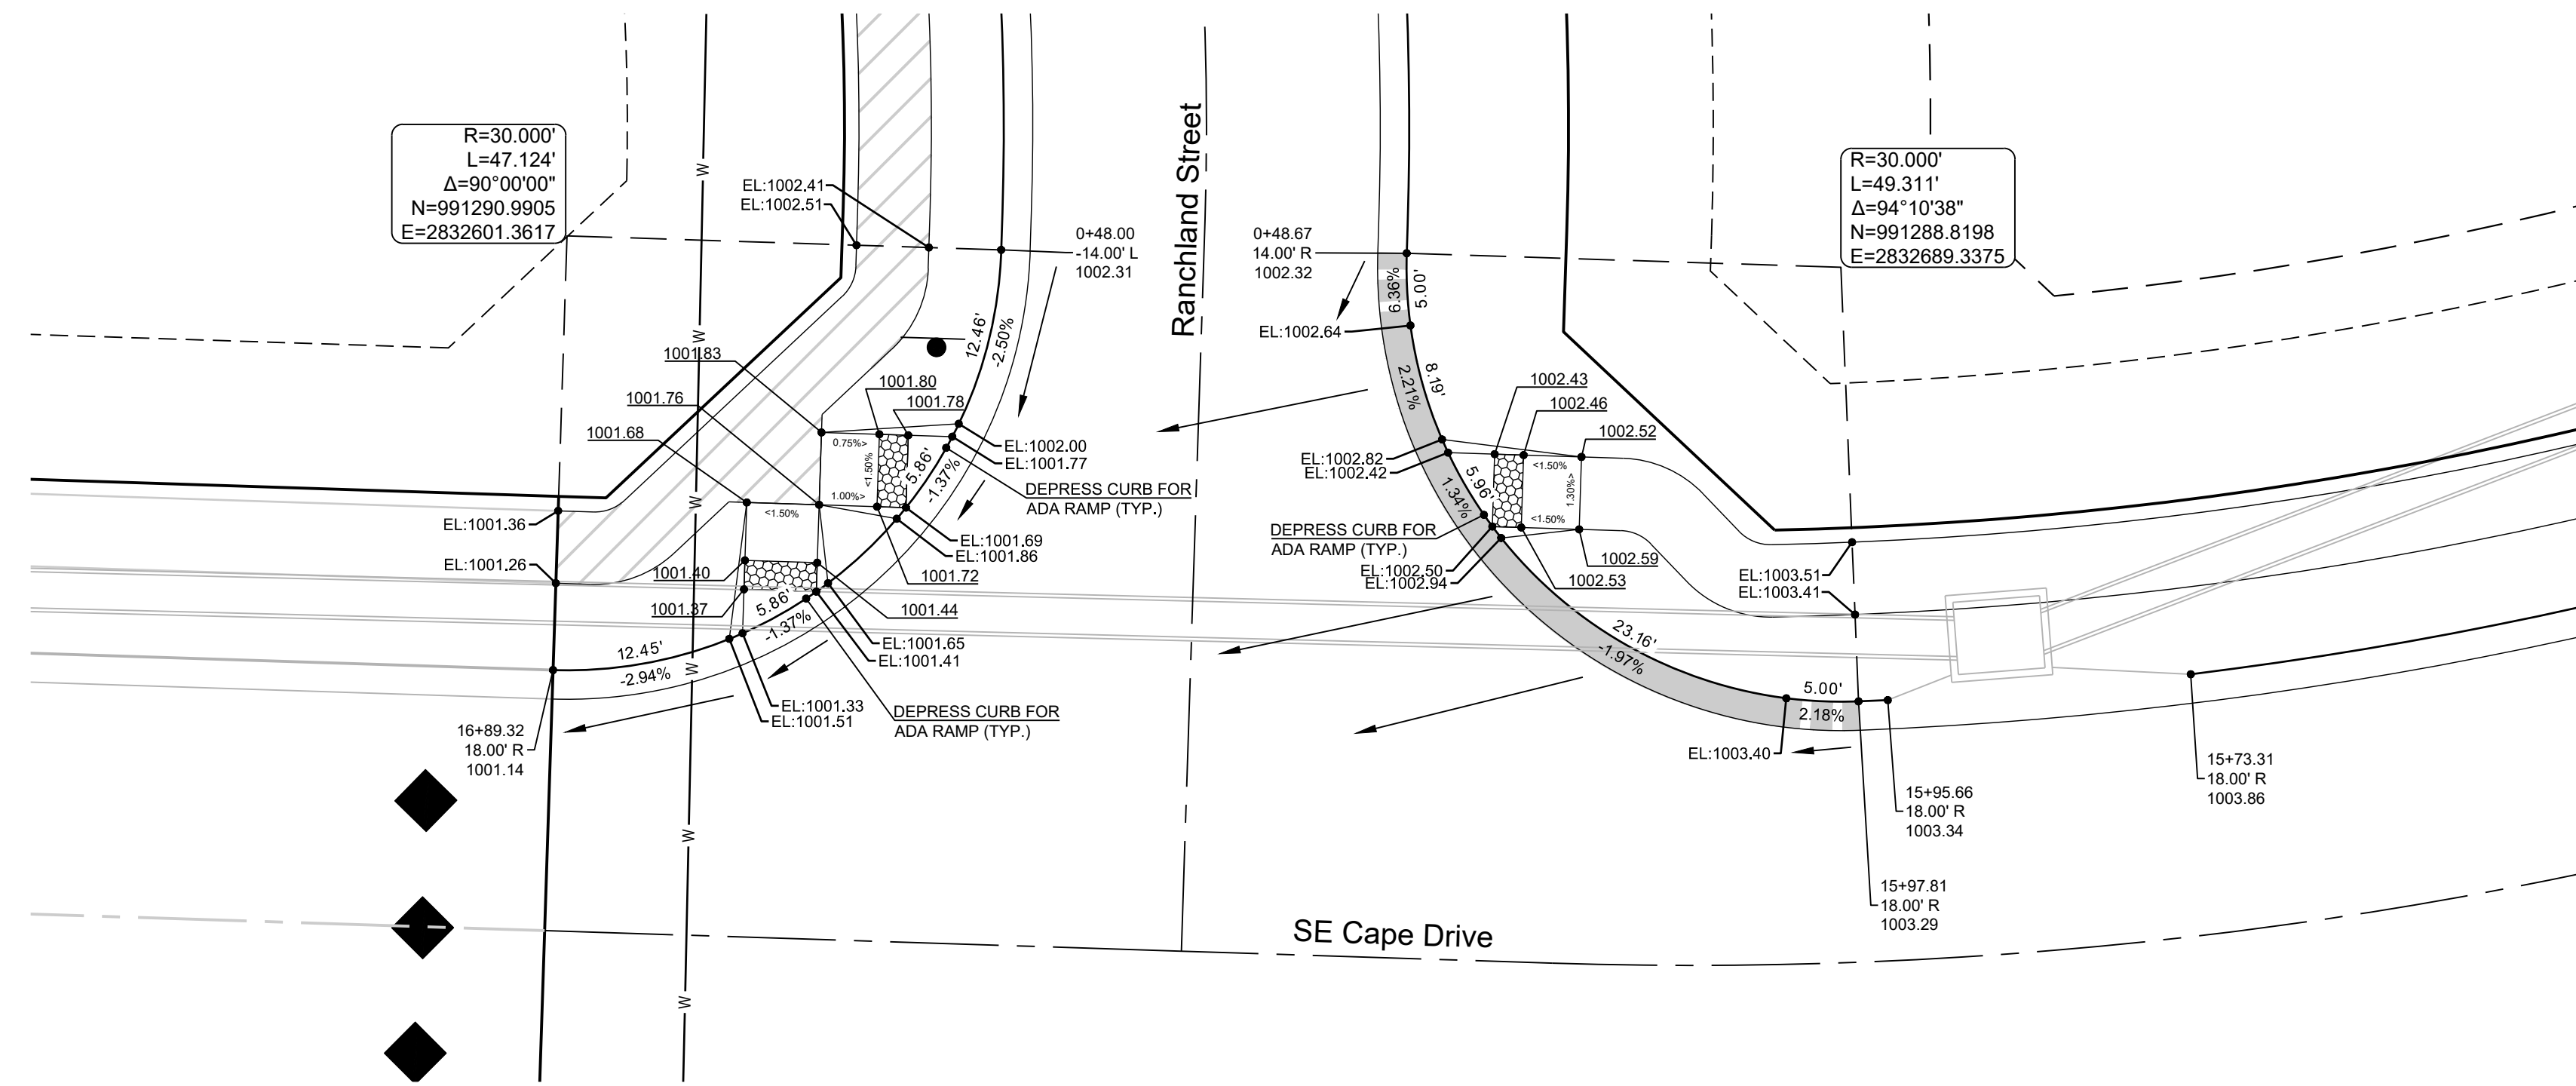 R=30.000'
L=47.124'
Δ=90°00'00"
N=991290.9905
E=2832601.3617
R=30.000'
L=49.311'
Δ=94°10'38"
N=991288.8198
E=2832689.3375
W
EL:1002.41
EL:1002.51
0+48.00
-14.00' L
1002.31
Ranchland Street
0+48.67
14.00' R
1002.32
6.36%
5.00'
EL:1002.64
W
12.46'
-2.50%
1001.83
1001.80
1001.76
1001.78
1001.68
2.21%
8.19'
1002.43
1002.46
1002.52
0.75%>
<1.50%
1.00%>
<1.50%
5.86'
-1.37%
EL:1002.00
EL:1001.77
DEPRESS CURB FOR
ADA RAMP (TYP.)
EL:1002.82
EL:1002.42
5.96'
1.34%
<1.50%
1.30%>
<1.50%
W
EL:1001.36
EL:1001.26
EL:1001.69
EL:1001.86
1001.72
1001.40
1001.37
1001.44
DEPRESS CURB FOR
ADA RAMP (TYP.)
EL:1002.50
EL:1002.94
1002.59
1002.53
EL:1003.51
EL:1003.41
5.86'
-1.37%
EL:1001.65
EL:1001.41
12.45'
-2.94%
W
EL:1001.33
EL:1001.51
DEPRESS CURB FOR
ADA RAMP (TYP.)
23.16'
-1.97%
5.00'
2.18%
EL:1003.40
16+89.32
18.00' R
1001.14
15+73.31
18.00' R
1003.86
15+95.66
18.00' R
1003.34
W
15+97.81
18.00' R
1003.29
SE Cape Drive
W